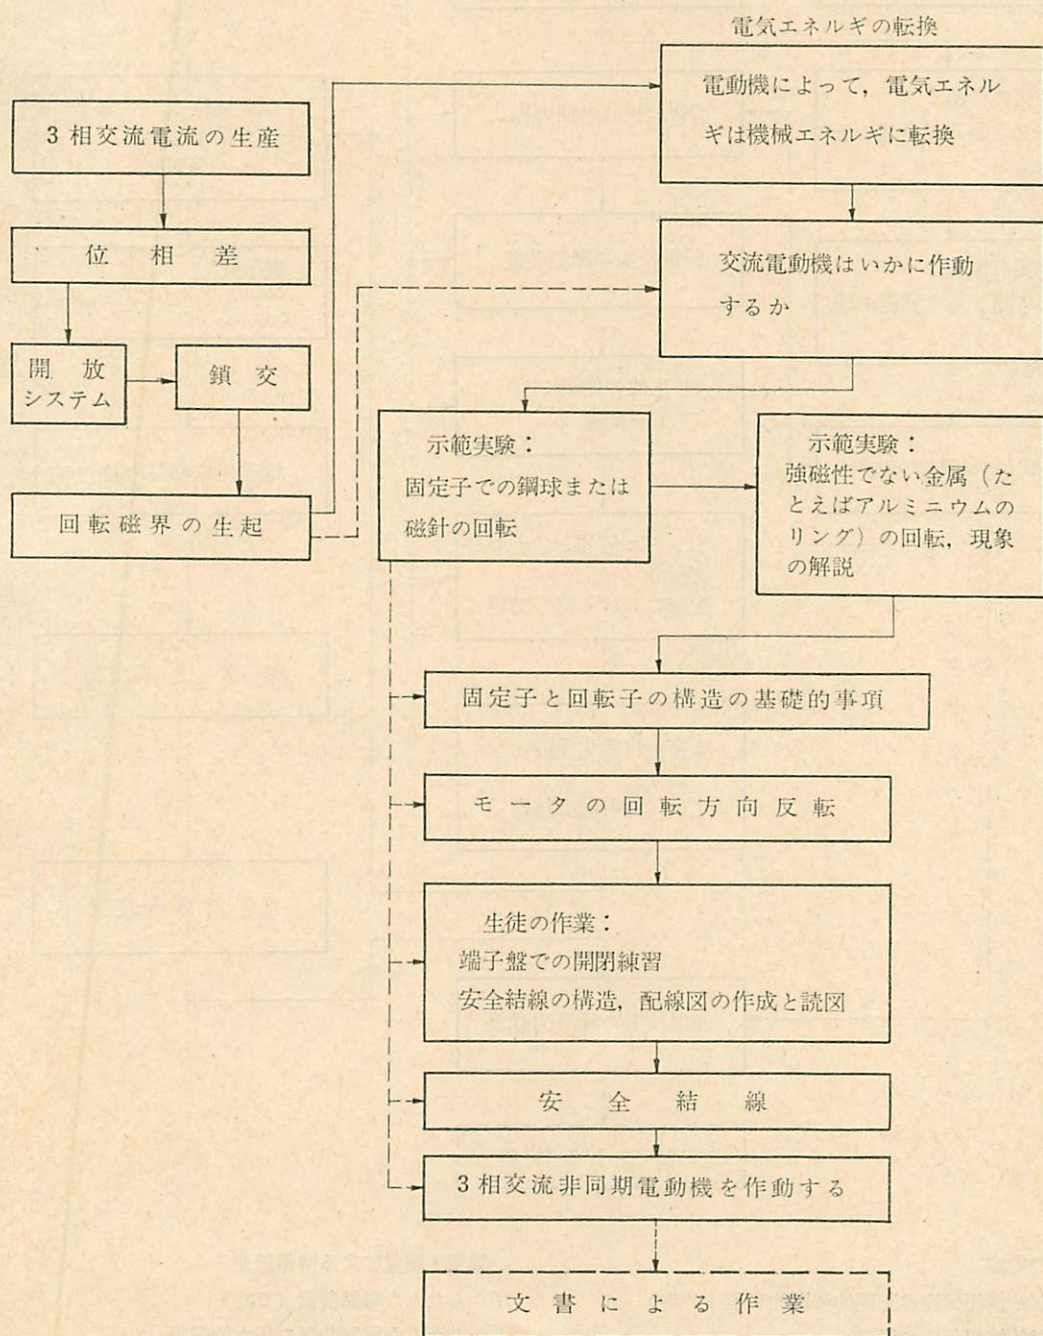 電気エネルギの転換
電動機によって，電気エネル
ギは機械エネルギに転換
3相交流電流の生産
位相差
交流電動機はいかに作動
するか
開放
システム
鎖交
示範実験：
固定子での鋼球または
磁針の回転
示範実験：
強磁性でない金属（た
とえばアルミニウムの
リング）の回転，現象
の解説
回転磁界の生起
固定子と回転子の構造の基礎的事項
モータの回転方向反転
生徒の作業：
端子盤での開閉練習
安全結線の構造，配線図の作成と読図
安全結線
3相交流非同期電動機を作動する
文書による作業